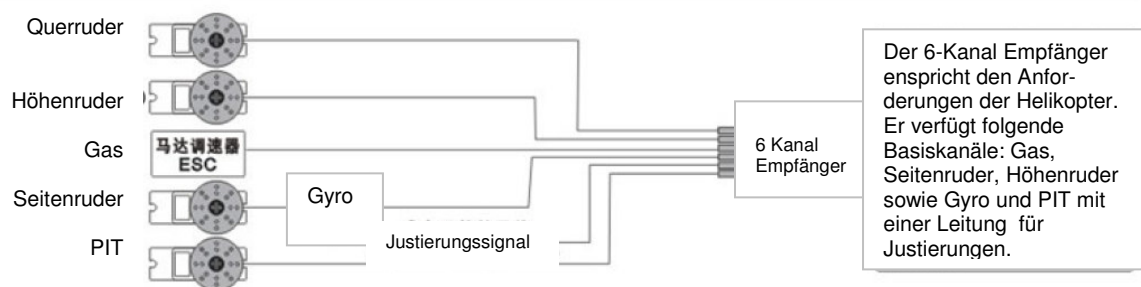 Querruder
Höhenruder
Gas
马达调速器
ESC
Seitenruder
PIT
Gyro
Justierungssignal
6 Kanal
Empfänger
Der 6-Kanal Empfänger
enspricht den Anfor-
derungen der Helikopter.
Er verfügt folgende
Basiskanäle: Gas,
Seitenruder, Höhenruder
sowie Gyro und PIT mit
einer Leitung für
Justierungen.